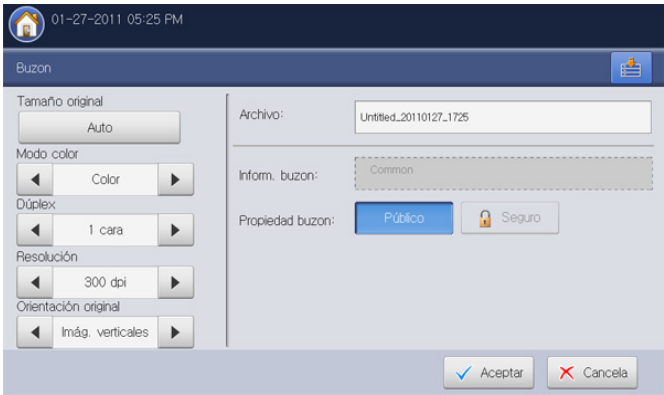 01-27-2011 05:25 PM
Buzon
Tamaño original
Auto
Modo color
Color
Dúplex
1 cara
Resolución
300 dpi
Orientación original
Imág. verticales
Archivo:
Untitled_20110127_1725
Inform. buzon:
Common
Propiedad buzon:
Público
Seguro
Aceptar
Cancela